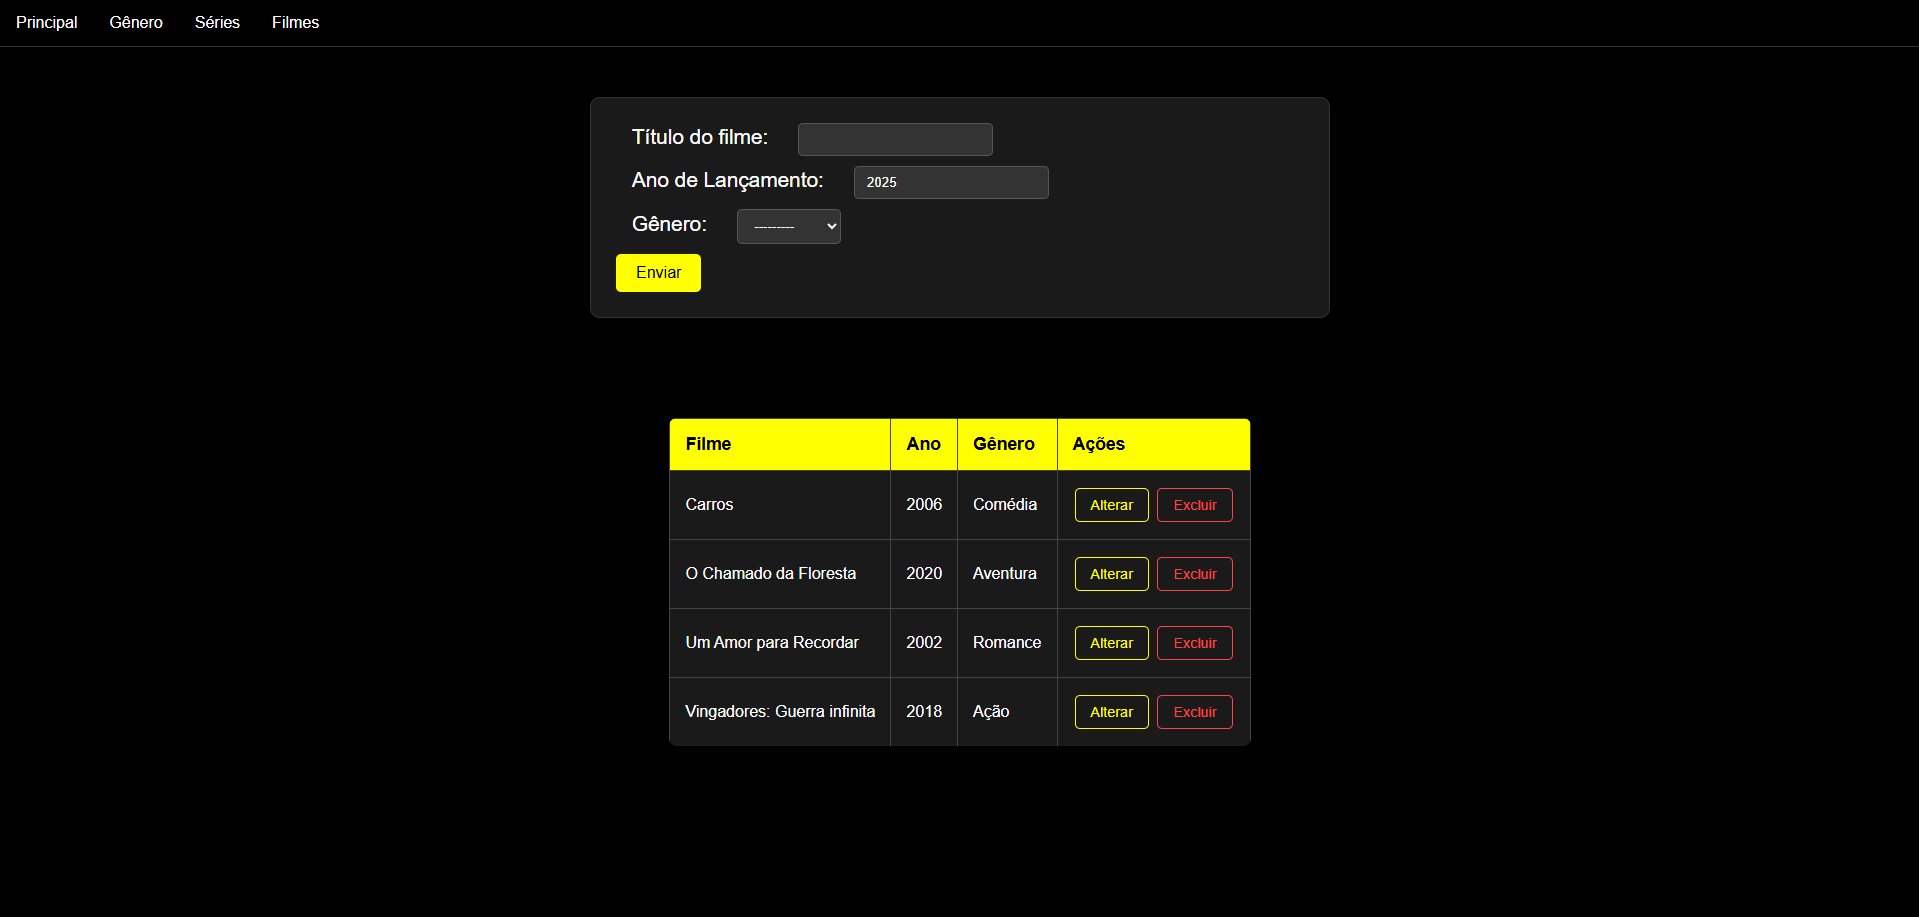 Principal Gênero Séries Filmes
Título do filme:
Ano de Lançamento: 2025
Gênero: ---------
Enviar
Filme Ano Gênero Ações
Carros 2006 Comédia Alterar Excluir
O Chamado da Floresta 2020 Aventura Alterar Excluir
Um Amor para Recordar 2002 Romance Alterar Excluir
Vingadores: Guerra infinita 2018 Ação Alterar Excluir